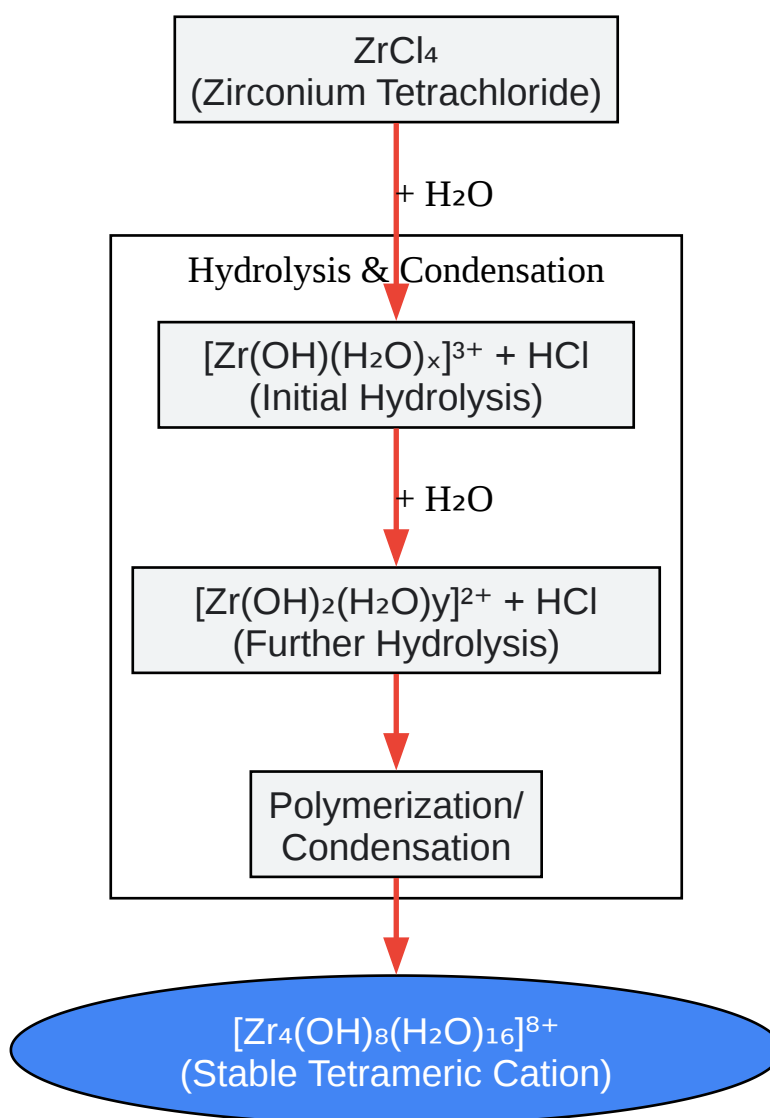 ZrCl₄
(Zirconium Tetrachloride)
+ H₂O
Hydrolysis & Condensation
[Zr(OH)(H₂O)ₓ]³⁺ + HCl
(Initial Hydrolysis)
+ H₂O
[Zr(OH)₂(H₂O)y]²⁺ + HCl
(Further Hydrolysis)
Polymerization/
Condensation
[Zr₄(OH)₈(H₂O)₁₆]⁸⁺
(Stable Tetrameric Cation)